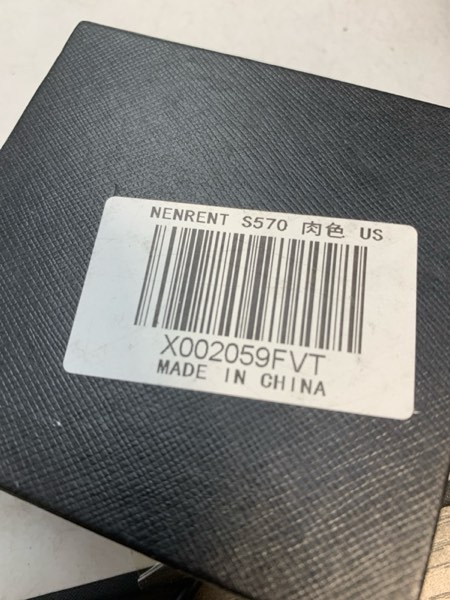 NENRENT S570 肉色 US
X002059FVT
MADE IN CHINA